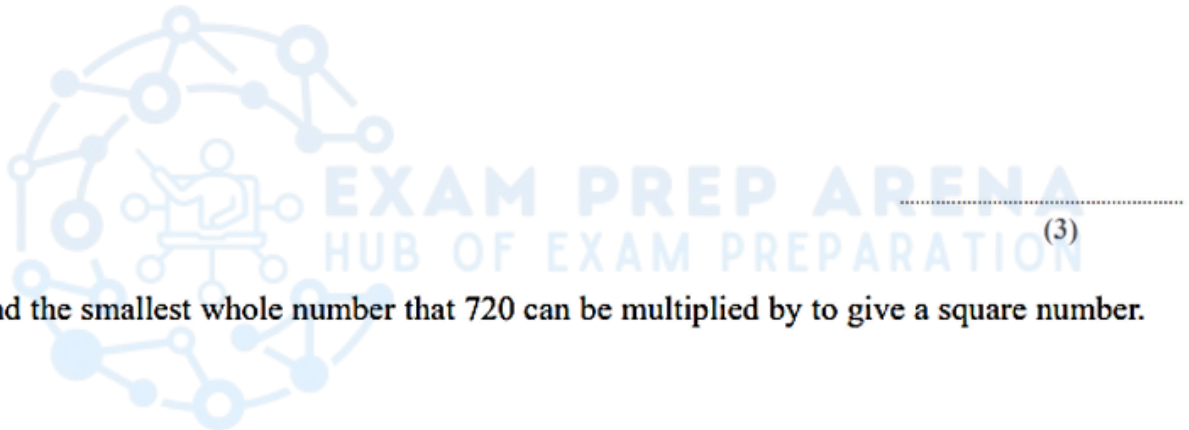 EXAM PREP ARENA
(3)
HUB OF EXAM PREPARATION
the smallest whole number that 720 can be multiplied by to give a square number.